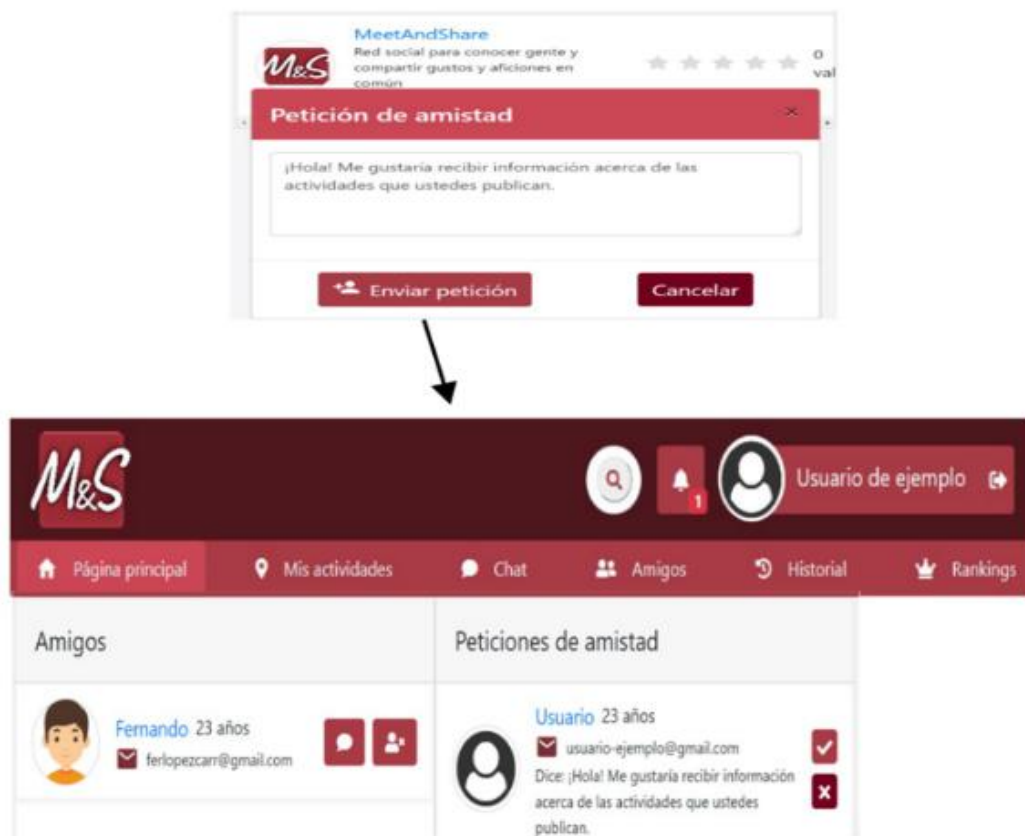 MeetAndShare
Red social para conocer gente y
compartir gustos y aficiones en
común
M&S
0
val
Petición de amistad
×
¡Hola! Me gustaría recibir información acerca de las
actividades que ustedes publican.
Enviar petición
Cancelar
M&S
1
Usuario de ejemplo
Página principal
Mis actividades
Chat
Amigos
Historial
Rankings
Amigos
Peticiones de amistad
Fernando 23 años
ferlopezcarr@gmail.com
Usuario 23 años
usuario-ejemplo@gmail.com
Dice: ¡Hola! Me gustaría recibir información
acerca de las actividades que ustedes
publican.